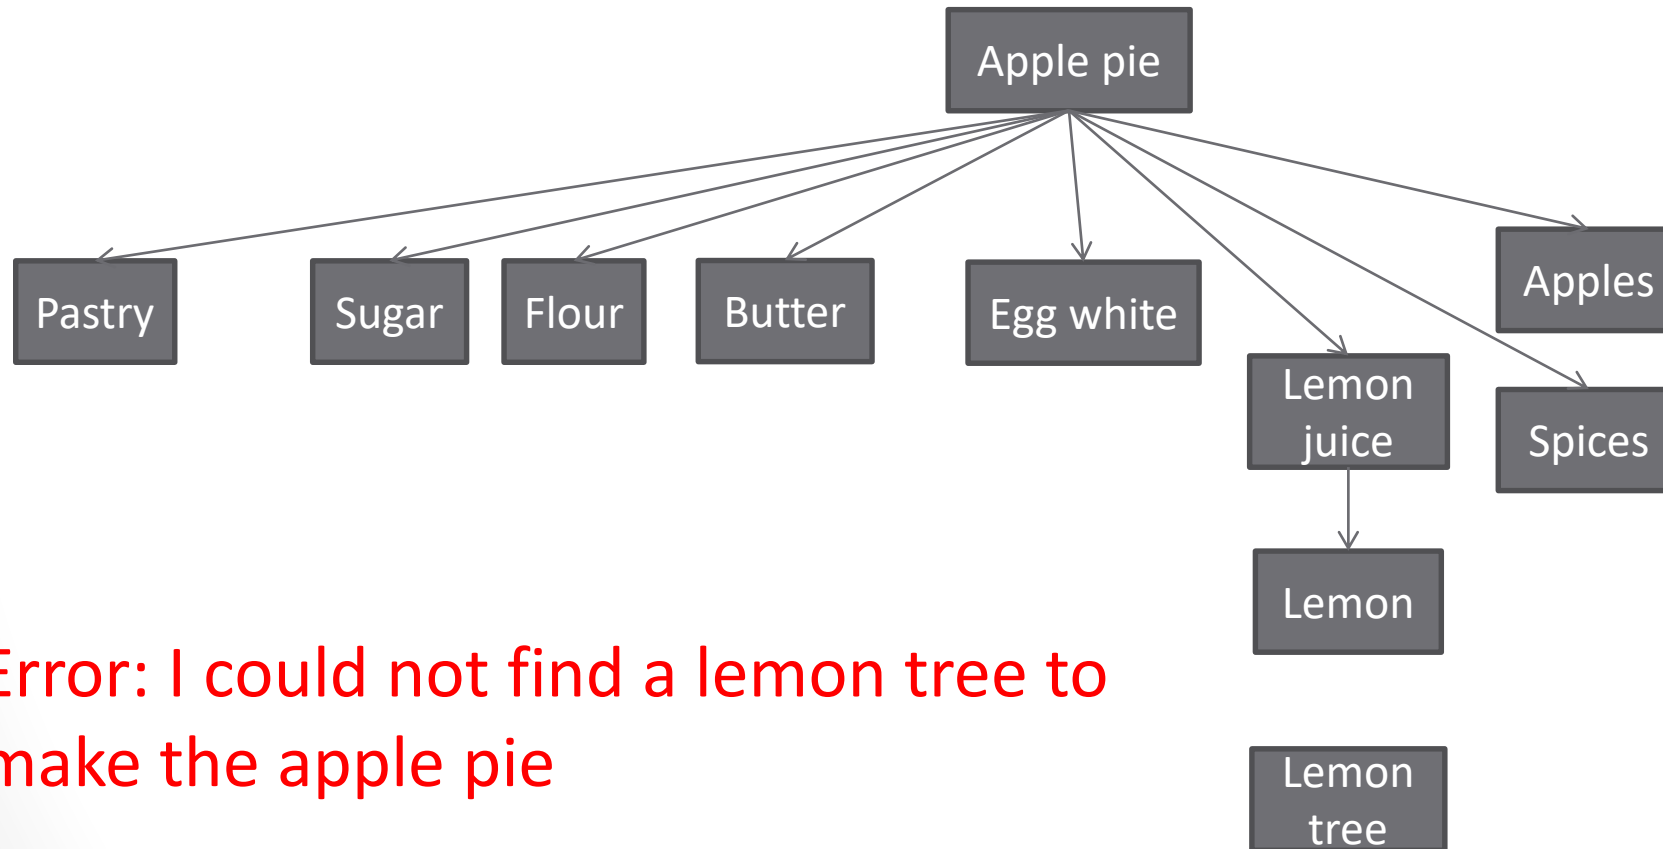 Apple pie
Pastry
Sugar
Flour
Butter
Egg white
Apples
Lemon
juice
Spices
Lemon
Error: I could not find a lemon tree to
make the apple pie
Lemon
tree